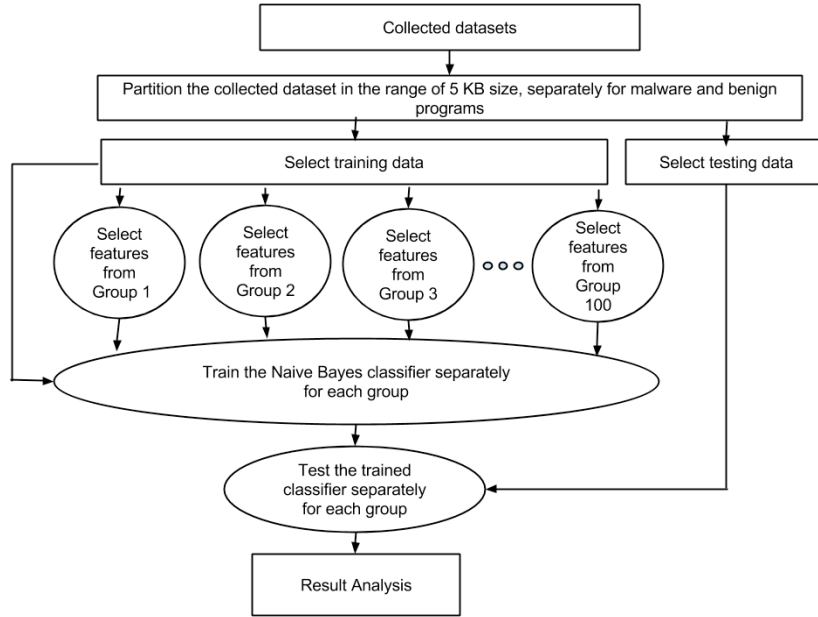 Collected datasets
Partition the collected dataset in the range of 5 KB size, separately for malware and benign
programs
Select training data
Select testing data
Select
features
from
Group 1
Select
features
from
Group 2
Select
features
from
Group 3
Select
features
from
Group
100
Train the Naive Bayes classifier separately
for each group
Test the trained
classifier separately
for each group
Result Analysis